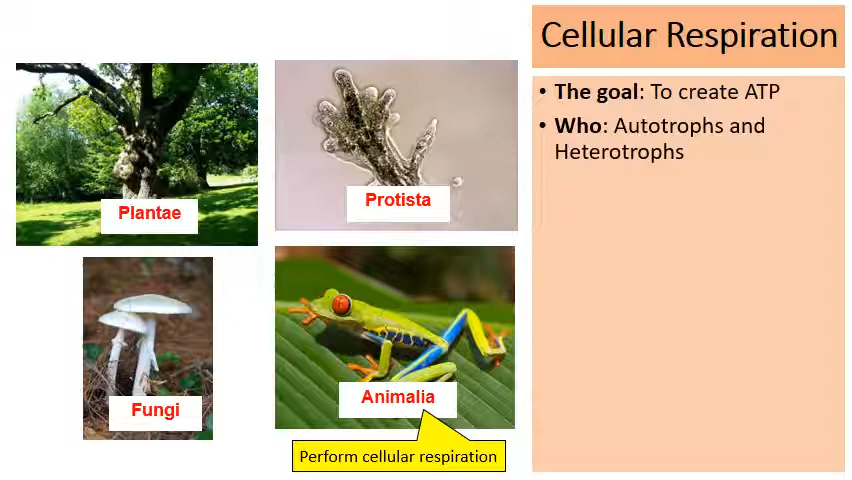 Cellular Respiration
• The goal: To create ATP
• Who: Autotrophs and
Heterotrophs
Plantae
Protista
Fungi
Animalia
Perform cellular respiration